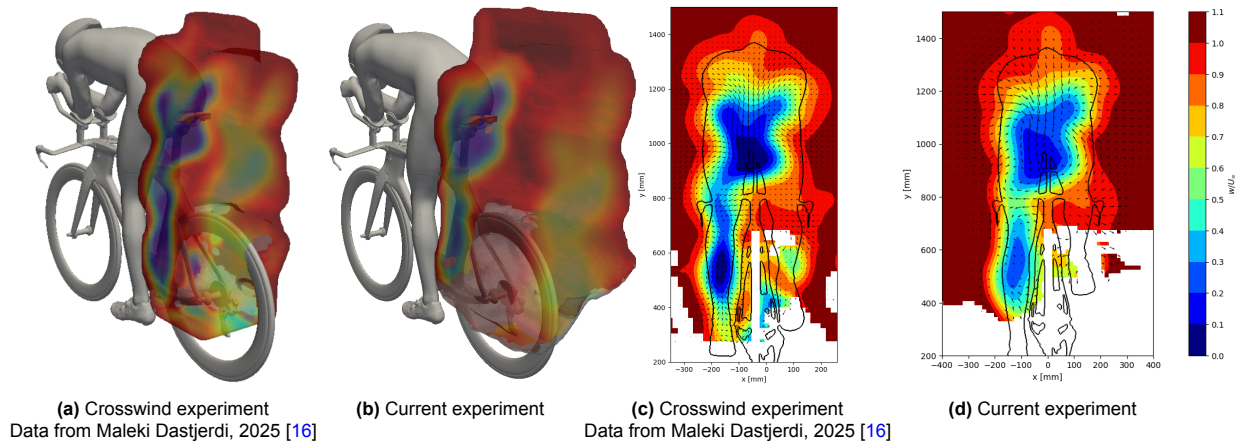 1400
1200
1000
800
600
400
200
y [mm]
−300 −200 −100 0 100 200
x [mm]
1400
1200
1000
800
600
400
200
y [mm]
−400 −300 −200 −100 0 100 200 300 400
x [mm]
1.1
1.0
0.9
0.8
0.7
0.6
0.5
0.4
0.3
0.2
0.1
0.0
w/U∞
(a) Crosswind experiment
Data from Maleki Dastjerdi, 2025 [16]
(b) Current experiment
(c) Crosswind experiment
Data from Maleki Dastjerdi, 2025 [16]
(d) Current experiment